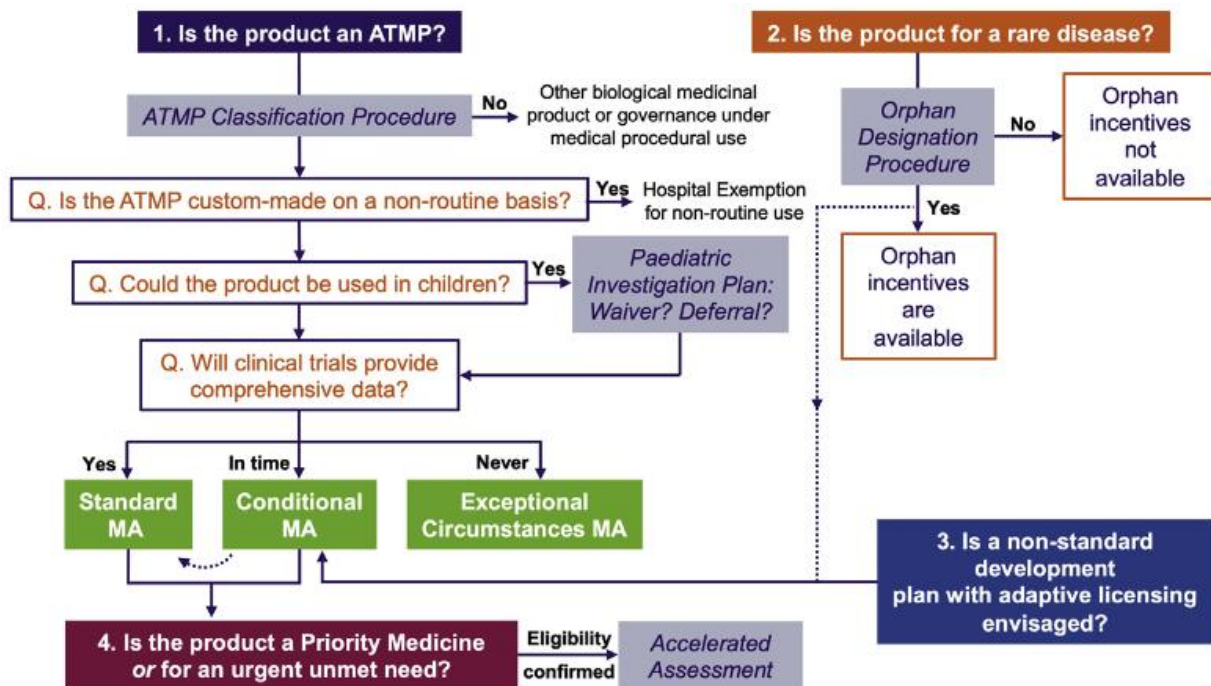 1. Is the product an ATMP?
2. Is the product for a rare disease?
ATMP Classification Procedure
No
Other biological medicinal
product or governance under
medical procedural use
Orphan
Designation
Procedure
No
Orphan
incentives
not
available
Q. Is the ATMP custom-made on a non-routine basis?
Yes
Hospital Exemption
for non-routine use
Yes
Orphan
incentives
are
available
Q. Could the product be used in children?
Yes
Paediatric
Investigation Plan:
Waiver? Deferral?
Q. Will clinical trials provide
comprehensive data?
Yes
In time
Never
Standard
MA
Conditional
MA
Exceptional
Circumstances MA
3. Is a non-standard
development
plan with adaptive licensing
envisaged?
4. Is the product a Priority Medicine
or for an urgent unmet need?
Eligibility
confirmed
Accelerated
Assessment